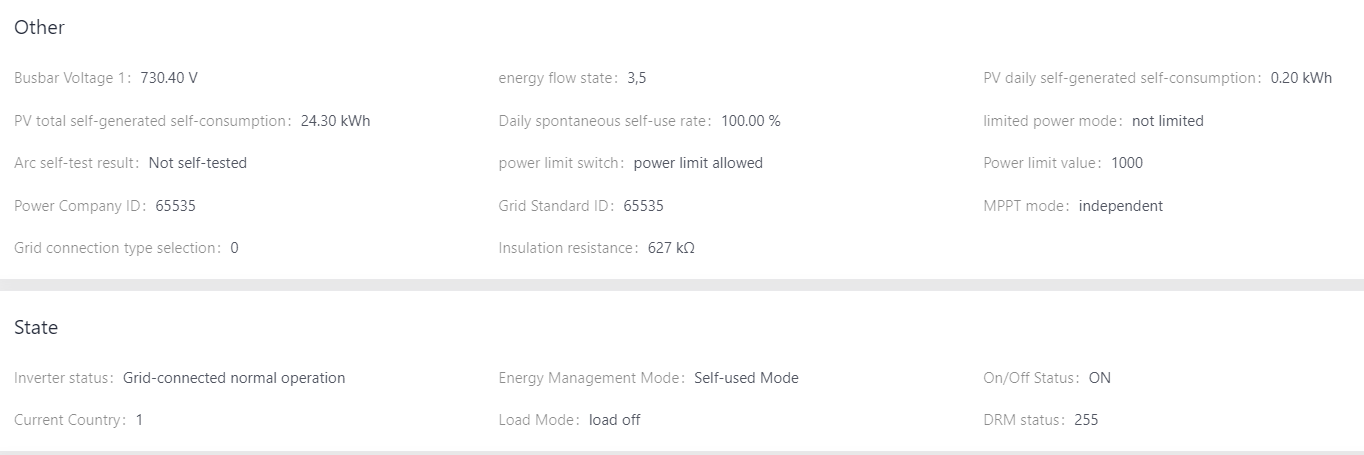 Other
Busbar Voltage 1: 730.40 V energy flow state: 3,5 PV daily self-generated self-consumption: 0.20 kWh
PV total self-generated self-consumption: 24.30 kWh Daily spontaneous self-use rate: 100.00 % limited power mode: not limited
Arc self-test result: Not self-tested power limit switch: power limit allowed Power limit value: 1000
Power Company ID: 65535 Grid Standard ID: 65535 MPPT mode: independent
Grid connection type selection: 0 Insulation resistance: 627 kΩ
State
Inverter status: Grid-connected normal operation Energy Management Mode: Self-used Mode On/Off Status: ON
Current Country: 1 Load Mode: load off DRM status: 255